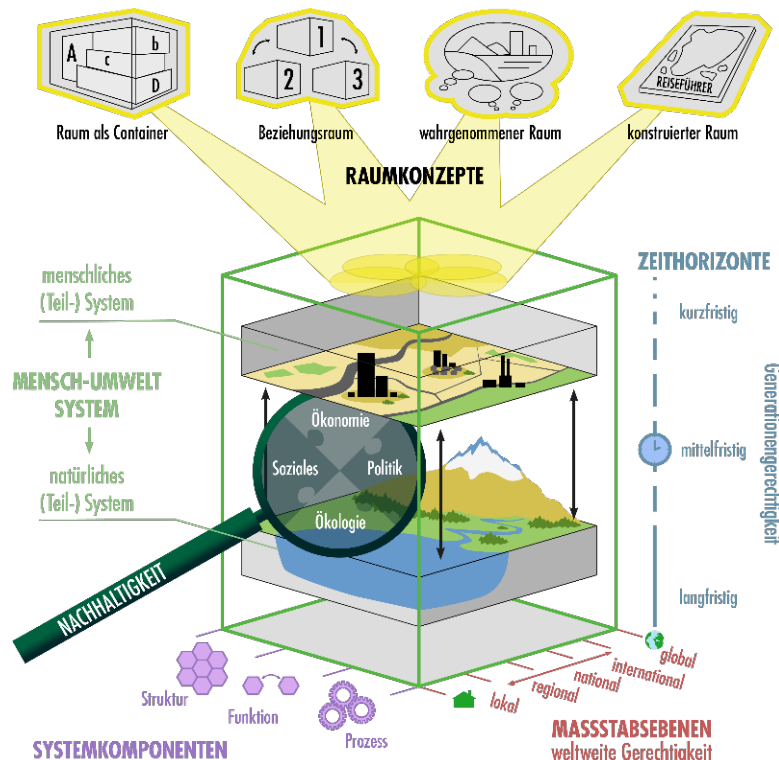 A
b
c
D
1
2
3
REISEFÜHRER
Raum als Container
Beziehungsraum
wahrgenommener Raum
konstruierter Raum
RAUMKONZEPTE
menschliches
(Teil-) System
MENSCH-UMWELT
SYSTEM
natürliches
(Teil-) System
ZEITHORIZONTE
kurzfristig
mittelfristig
langfristig
Generationengerechtigkeit
Ökonomie
Soziales
Politik
Ökologie
NACHHALTIGKEIT
Struktur
Funktion
Prozess
SYSTEMKOMPONENTEN
lokal
regional
national
international
global
MASSSTABSEBENEN
weltweite Gerechtigkeit